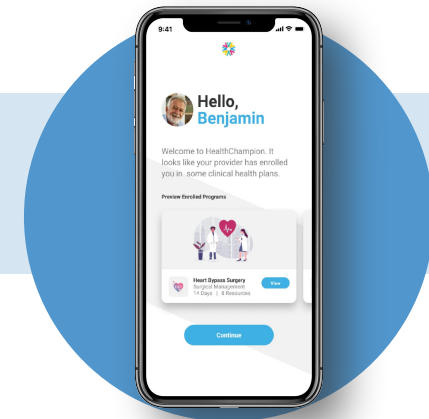 9:41
Hello,
Benjamin
Welcome to HealthChampion. It
looks like your provider has enrolled
you in some clinical health plans.
Preview Enrolled Programs
Heart Bypass Surgery
Surgical Management
14 Days | 8 Resources
View
Continue